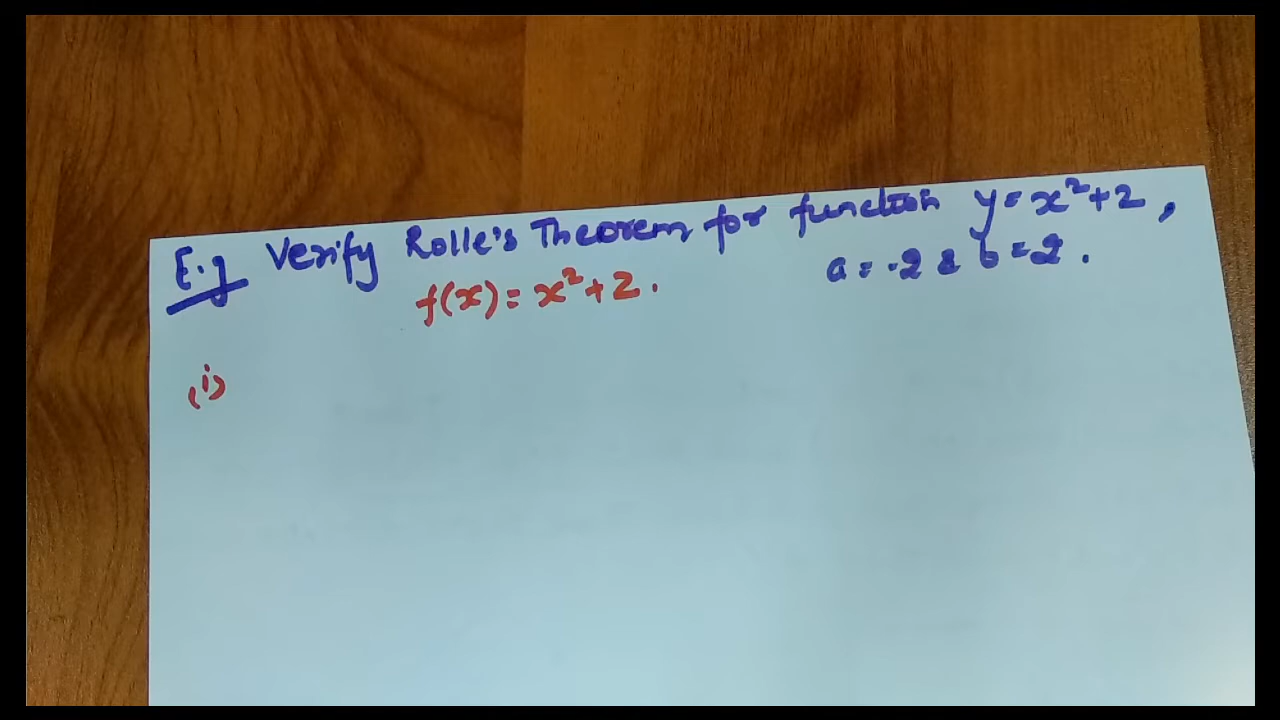 E.g Verify Rolle's Theorem for function y = x²+2,
a = -2 & b = 2.
f(x) = x²+2.
(i)